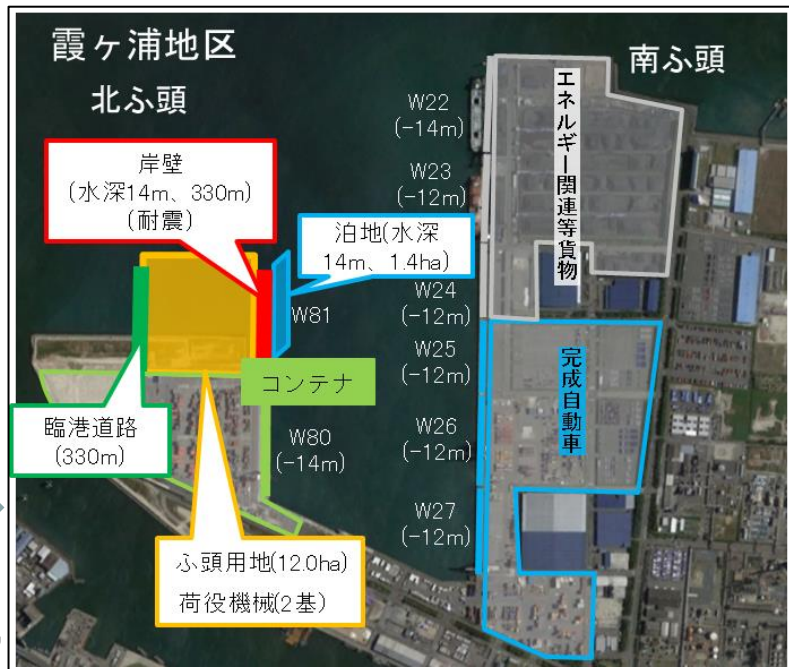 霞ヶ浦地区
北ふ頭
南ふ頭
岸壁
(水深14m、330m)
(耐震)
泊地(水深
14m、1.4ha)
W22
(-14m)
W23
(-12m)
W24
(-12m)
W25
(-12m)
W26
(-12m)
W27
(-12m)
エネルギー関連等貨物
完成自動車
W81
コンテナ
W80
(-14m)
臨港道路
(330m)
ふ頭用地(12.0ha)
荷役機械(2基)